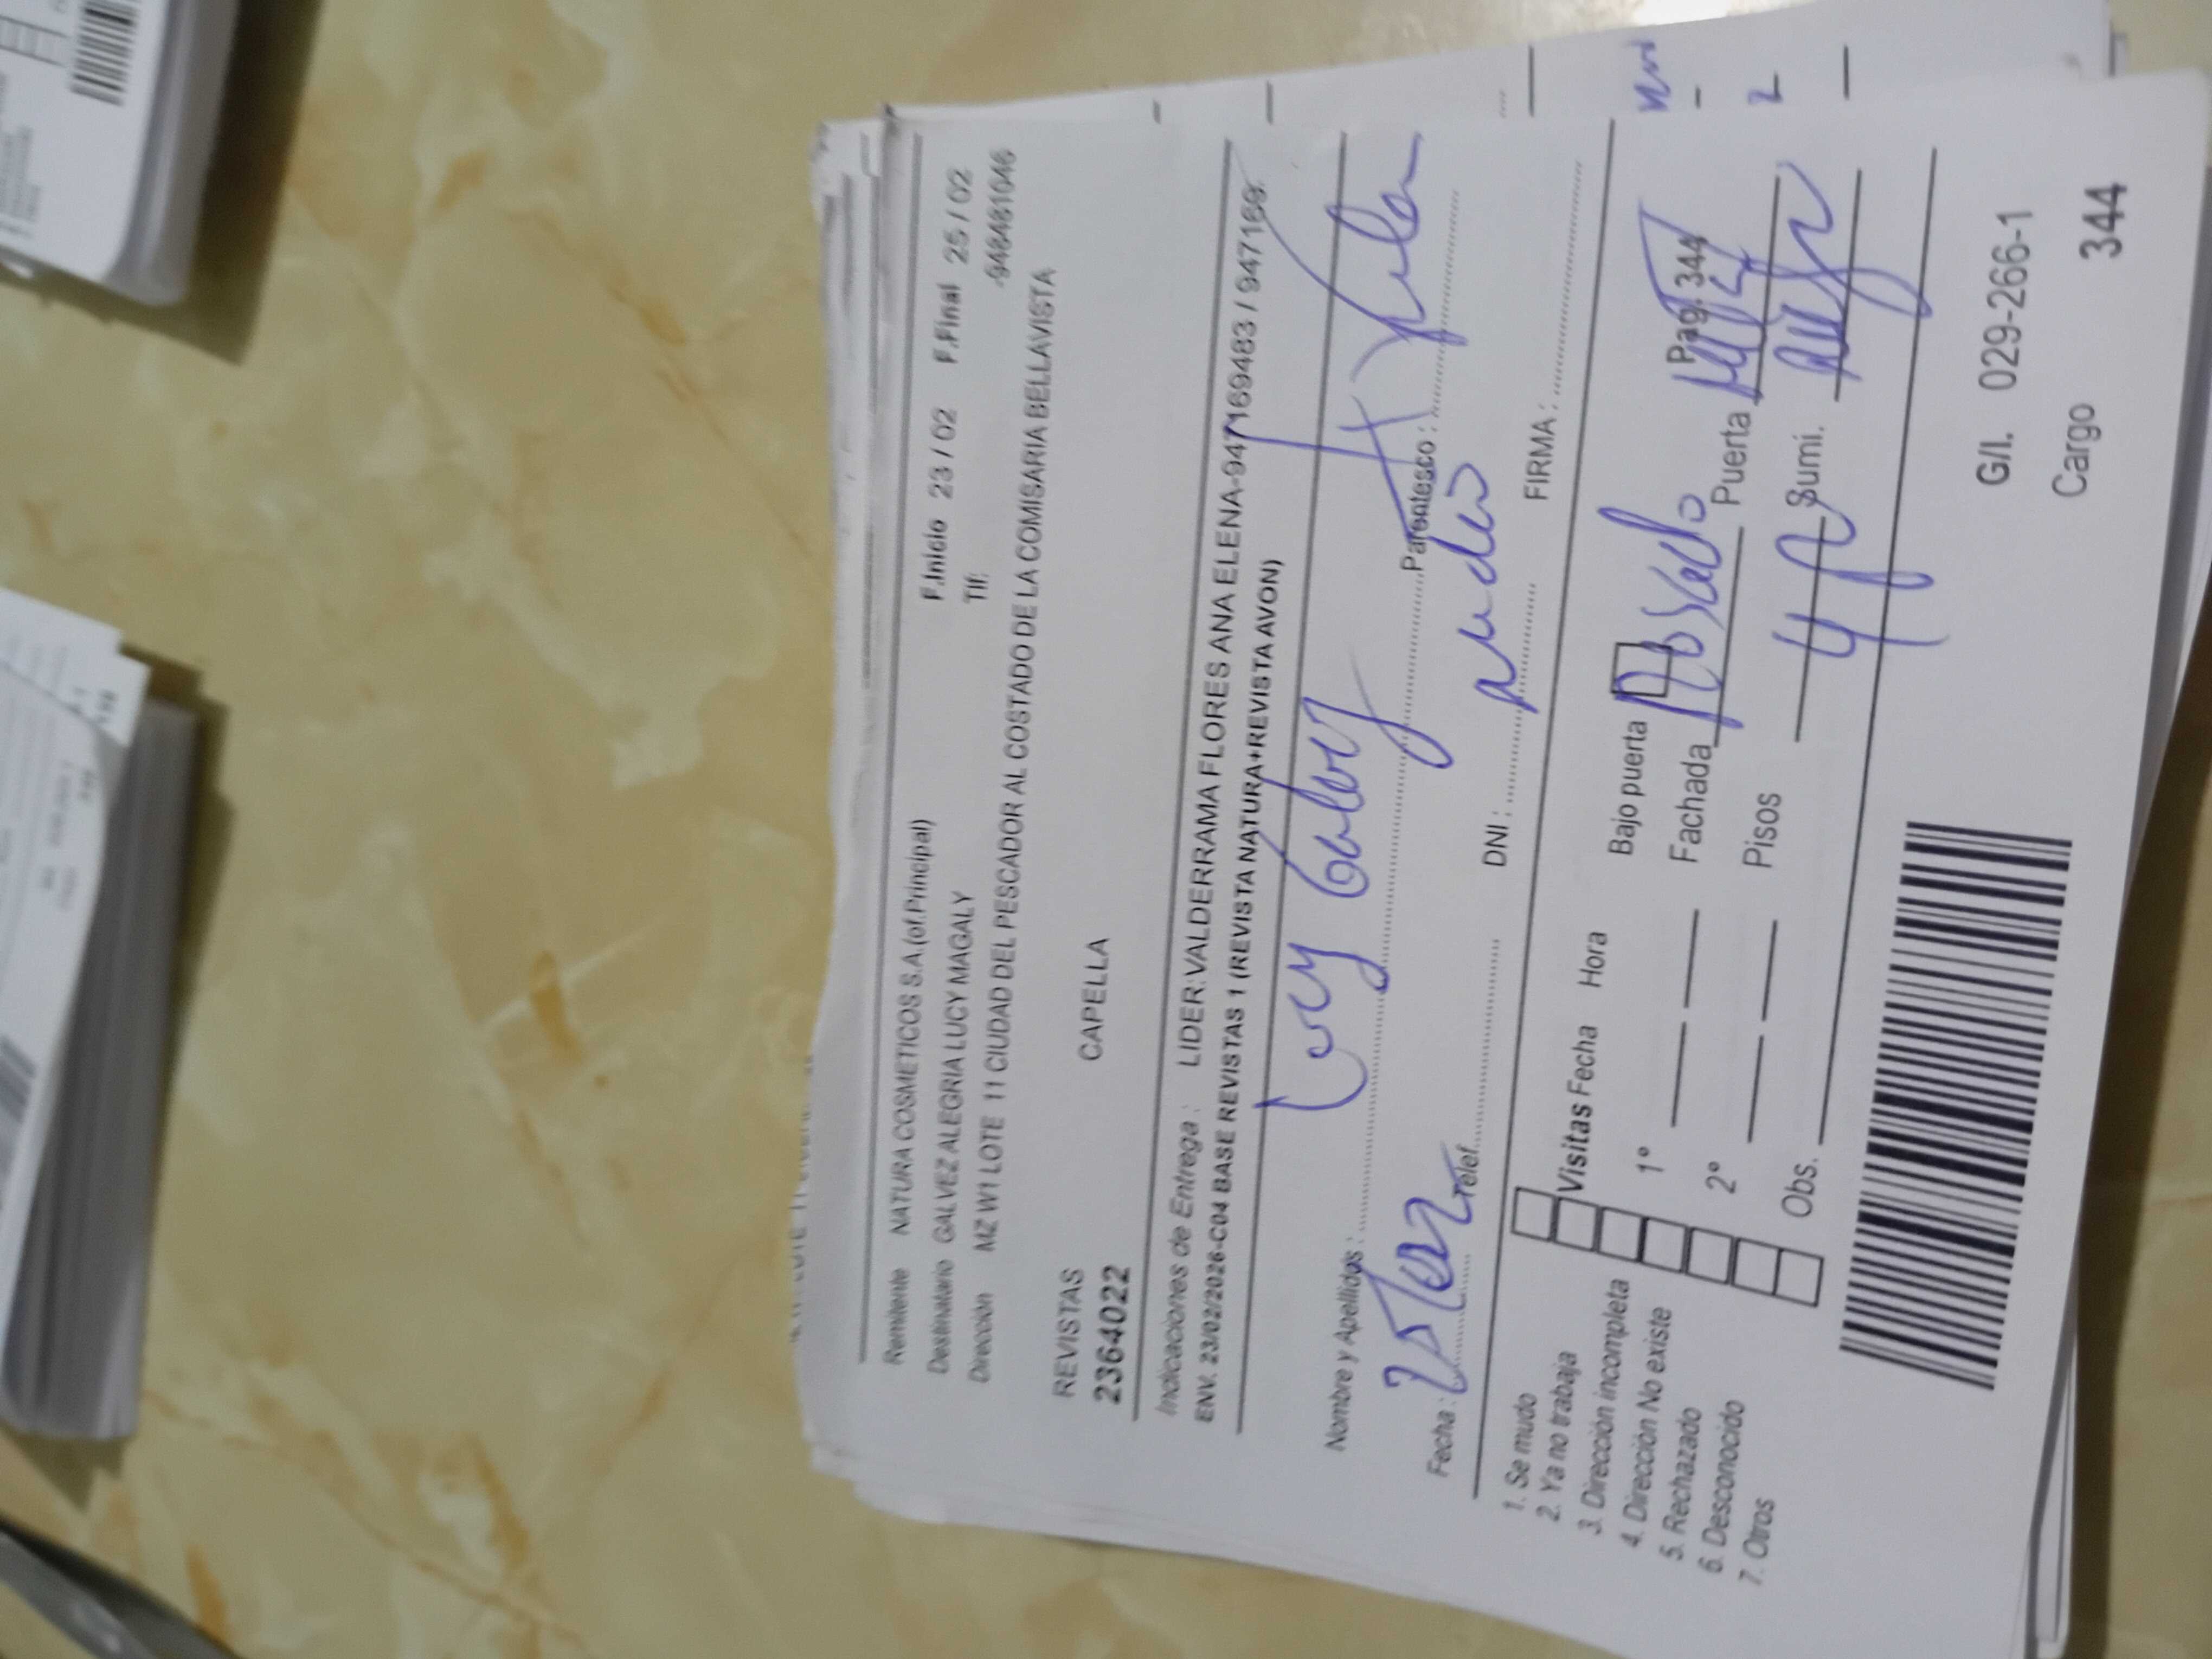 Remitente NATURA COSMETICOS S.A.(of.Principal) F.Inicio 23 / 02 F.Final 25 / 02
Destinatario GALVEZ ALEGRIA LUCY MAGALY Tlf: -948481046
Dirección MZ W1 LOTE 11 CIUDAD DEL PESCADOR AL COSTADO DE LA COMISARIA BELLAVISTA
REVISTAS CAPELLA
2364022
Indicaciones de Entrega : LIDER: VALDERRAMA FLORES ANA ELENA-947169483 / 947169
ENV. 23/02/2026-C04 BASE REVISTAS 1 (REVISTA NATURA+REVISTA AVON)
Nombre y Apellidos : Parentesco :
Fecha : Telef. DNI : FIRMA :
1. Se mudo
2. Ya no trabaja
3. Dirección incompleta
4. Dirección No existe
5. Rechazado
6. Desconocido
7. Otros
Visitas Fecha Hora Bajo puerta Pag. 344
1° Fachada Puerta
2° Pisos 4 Sumi.
Obs.
G/I. 029-266-1
Cargo 344